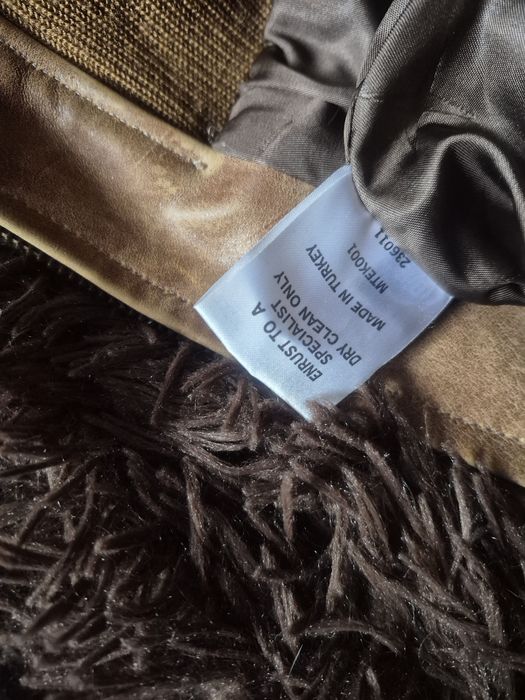 ENRUST TO A
SPECIALIST
DRY CLEAN ONLY
MADE IN TURKEY
MTEK001
236011